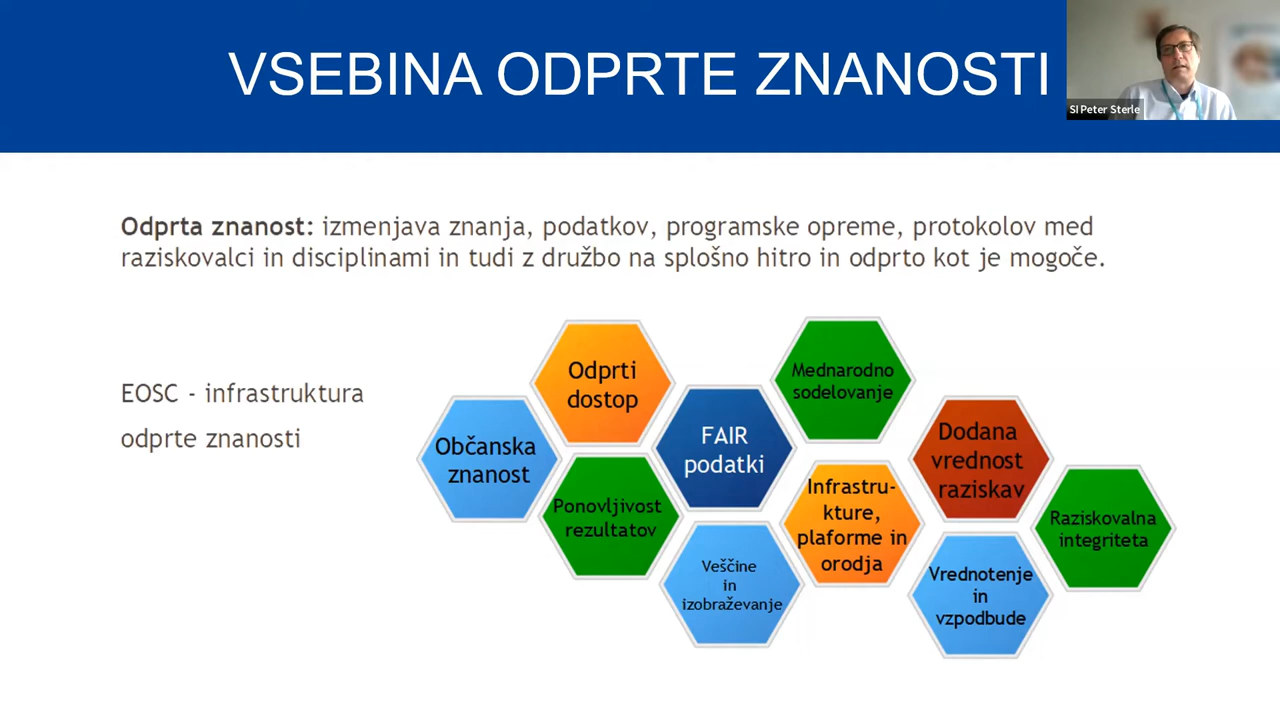 VSEBINA ODPRTE ZNANOSTI
SI Peter Sterle
Odprta znanost: izmenjava znanja, podatkov, programske opreme, protokolov med
raziskovalci in disciplinami in tudi z družbo na splošno hitro in odprto kot je mogoče.
EOSC - infrastruktura
odprte znanosti
Občanska
znanost
Odprti
dostop
Ponovljivost
rezultatov
FAIR
podatki
Veščine
in
izobraževanje
Mednarodno
sodelovanje
Infrastru-
kture,
plaforme in
orodja
Dodana
vrednost
raziskav
Vrednotenje
in
vzpodbude
Raziskovalna
integriteta